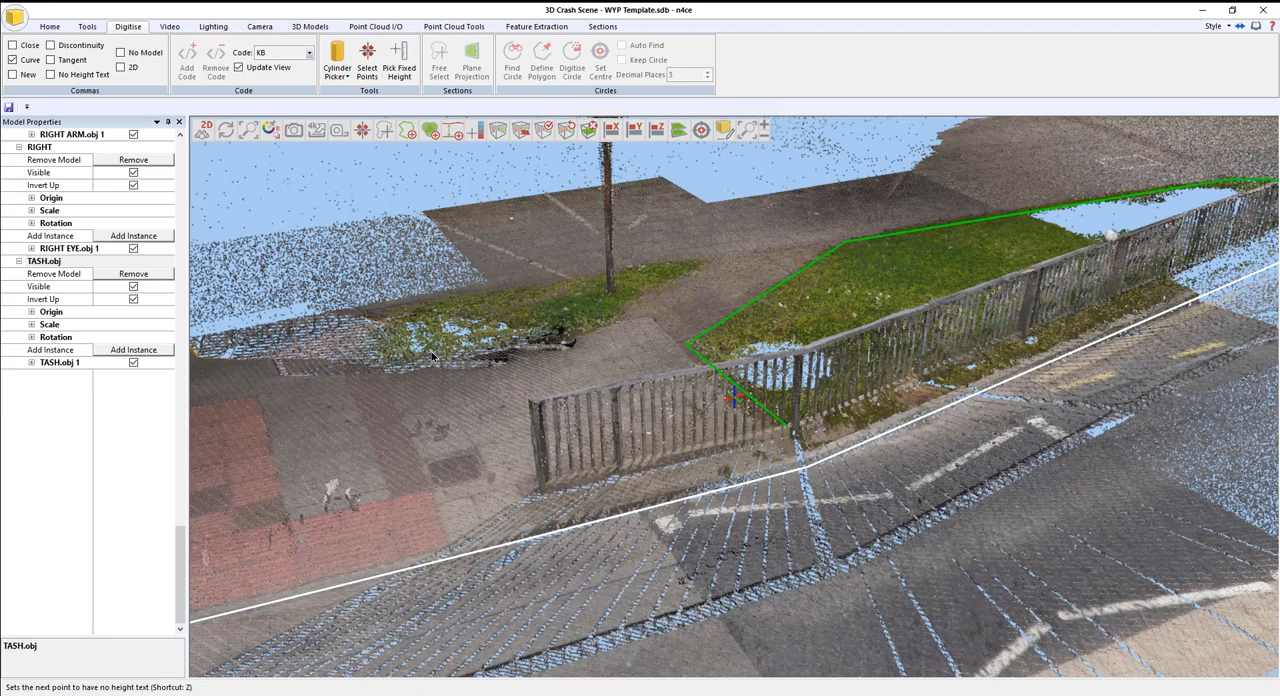 3D Crash Scene - WYP Template.sdb - n4ce
Home Tools Digitise Video Lighting Camera 3D Models Point Cloud I/O Point Cloud Tools Feature Extraction Sections Style
Close Discontinuity
Curve Tangent
New No Height Text
No Model
2D
Commas
Add Code
Remove Code
Code: KB
Update View
Code
Cylinder Picker
Select Points
Pick Fixed Height
Tools
Free Select
Plane Projection
Sections
Find Circle
Define Polygon
Digitise Circle
Set Centre
Auto Find
Keep Circle
Decimal Places 3
Circles
Model Properties
2D
X Y Z
RIGHT ARM.obj 1
RIGHT
Remove Model Remove
Visible
Invert Up
Origin
Scale
Rotation
Add Instance Add Instance
RIGHT EYE.obj 1
TASH.obj
Remove Model Remove
Visible
Invert Up
Origin
Scale
Rotation
Add Instance Add Instance
TASH.obj 1
TASH.obj
Sets the next point to have no height text (Shortcut: Z)